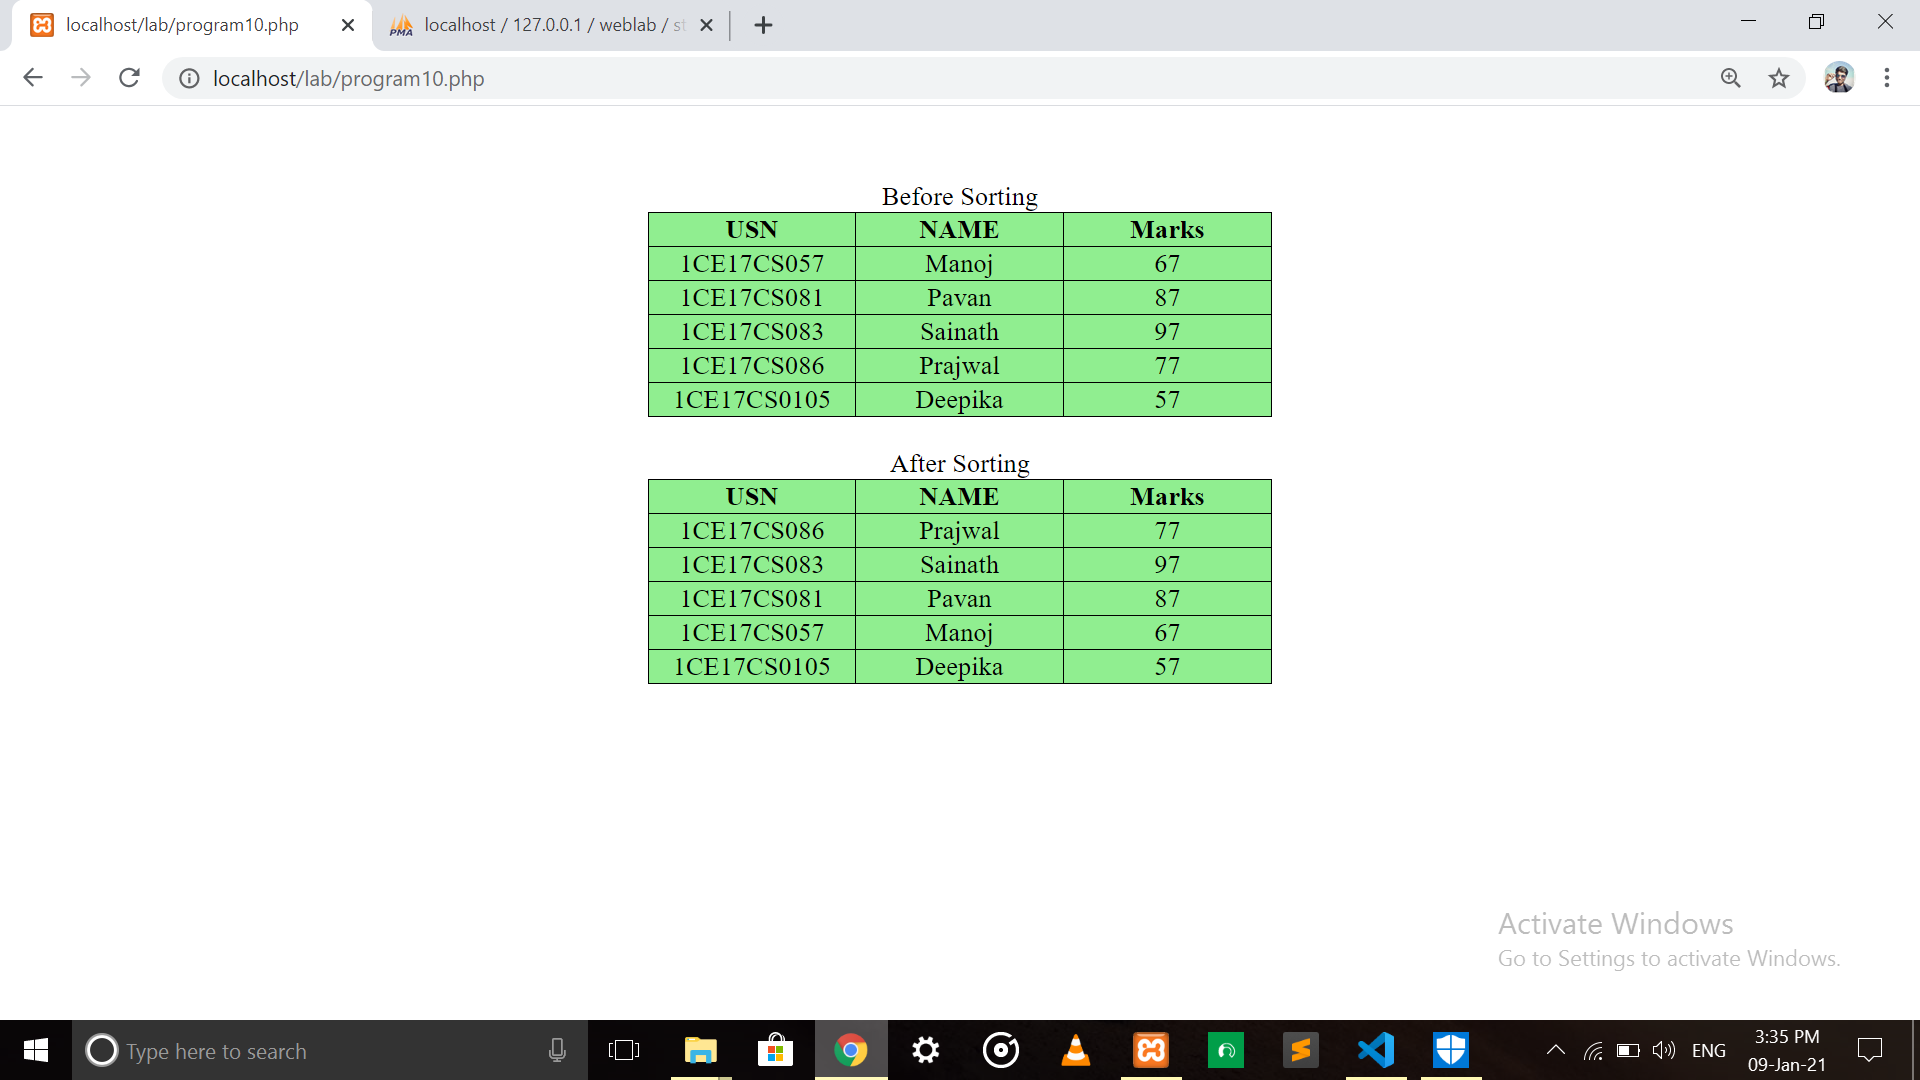 localhost/lab/program10.php
localhost / 127.0.0.1 / weblab / st
localhost/lab/program10.php
Before Sorting
USN NAME Marks
1CE17CS057 Manoj 67
1CE17CS081 Pavan 87
1CE17CS083 Sainath 97
1CE17CS086 Prajwal 77
1CE17CS0105 Deepika 57
After Sorting
USN NAME Marks
1CE17CS086 Prajwal 77
1CE17CS083 Sainath 97
1CE17CS081 Pavan 87
1CE17CS057 Manoj 67
1CE17CS0105 Deepika 57
Activate Windows
Go to Settings to activate Windows.
Type here to search
ENG
3:35 PM
09-Jan-21
PMA